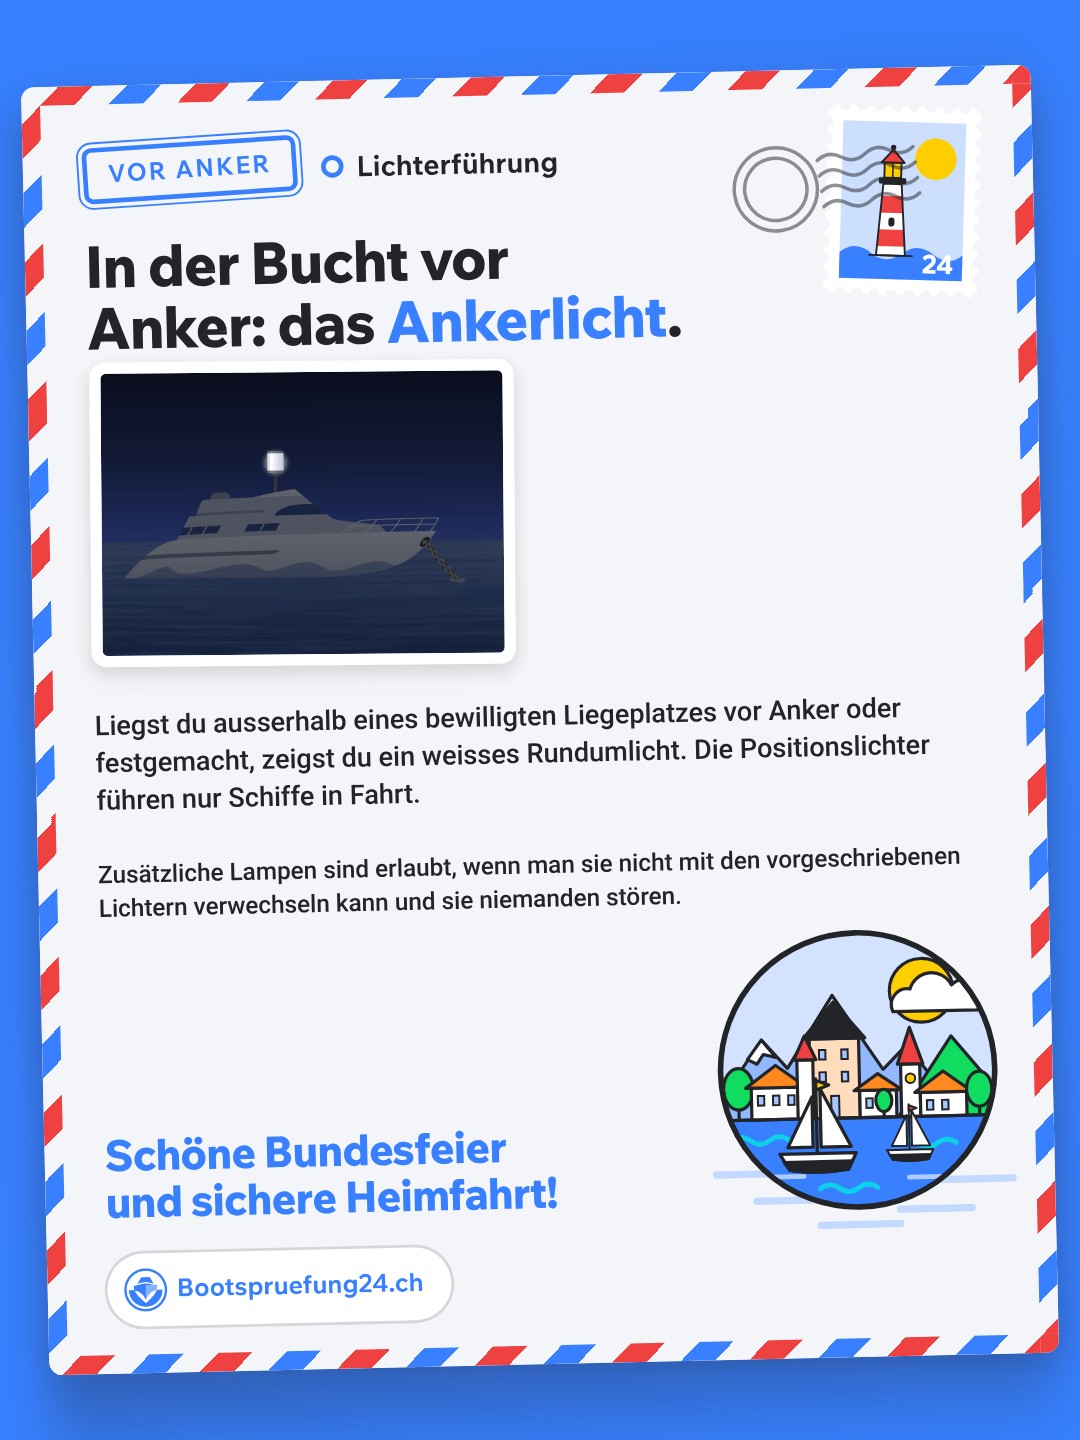 VOR ANKER
Lichterführung
24
In der Bucht vor
Anker: das Ankerlicht.
Liegst du ausserhalb eines bewilligten Liegeplatzes vor Anker oder
festgemacht, zeigst du ein weisses Rundumlicht. Die Positionslichter
führen nur Schiffe in Fahrt.
Zusätzliche Lampen sind erlaubt, wenn man sie nicht mit den vorgeschriebenen
Lichtern verwechseln kann und sie niemanden stören.
Schöne Bundesfeier
und sichere Heimfahrt!
Bootspruefung24.ch